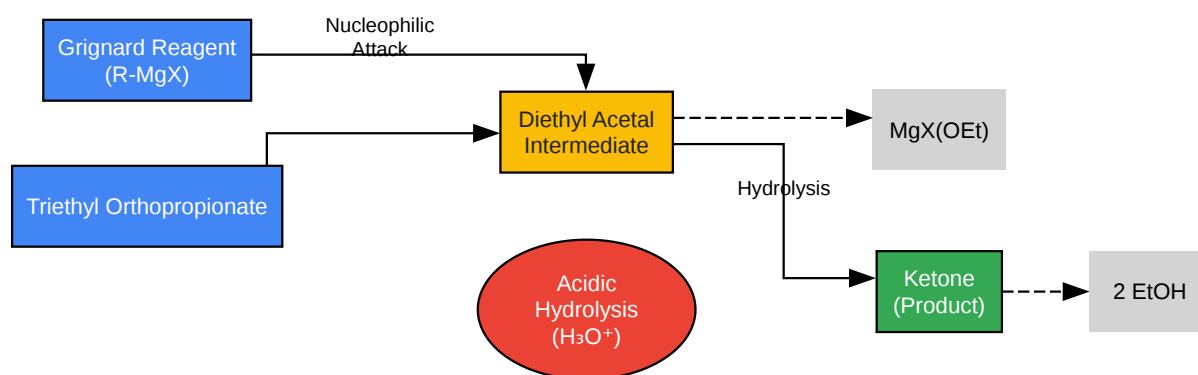 Grignard Reagent
(R-MgX)
Nucleophilic
Attack
Triethyl Orthopropionate
Diethyl Acetal
Intermediate
MgX(OEt)
Hydrolysis
Acidic
Hydrolysis
(H₃O⁺)
Ketone
(Product)
2 EtOH